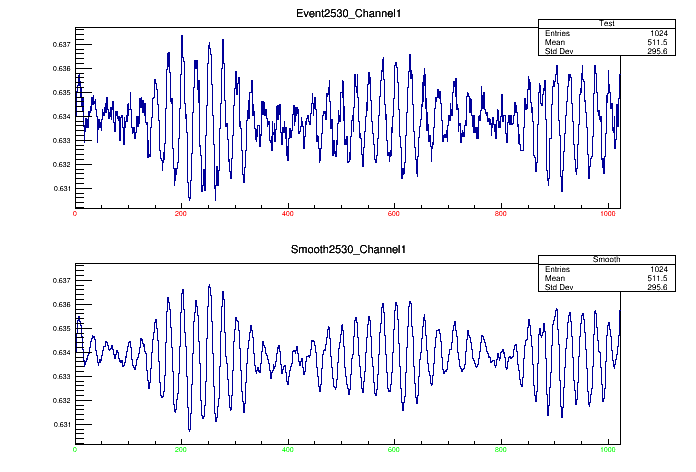 Event2530_Channel1
Test
Entries 1024
Mean 511.5
Std Dev 295.6
0.637
0.636
0.635
0.634
0.633
0.632
0.631
0 200 400 600 800 1000
Smooth2530_Channel1
Smooth
Entries 1024
Mean 511.5
Std Dev 295.6
0.637
0.636
0.635
0.634
0.633
0.632
0.631
0 200 400 600 800 1000